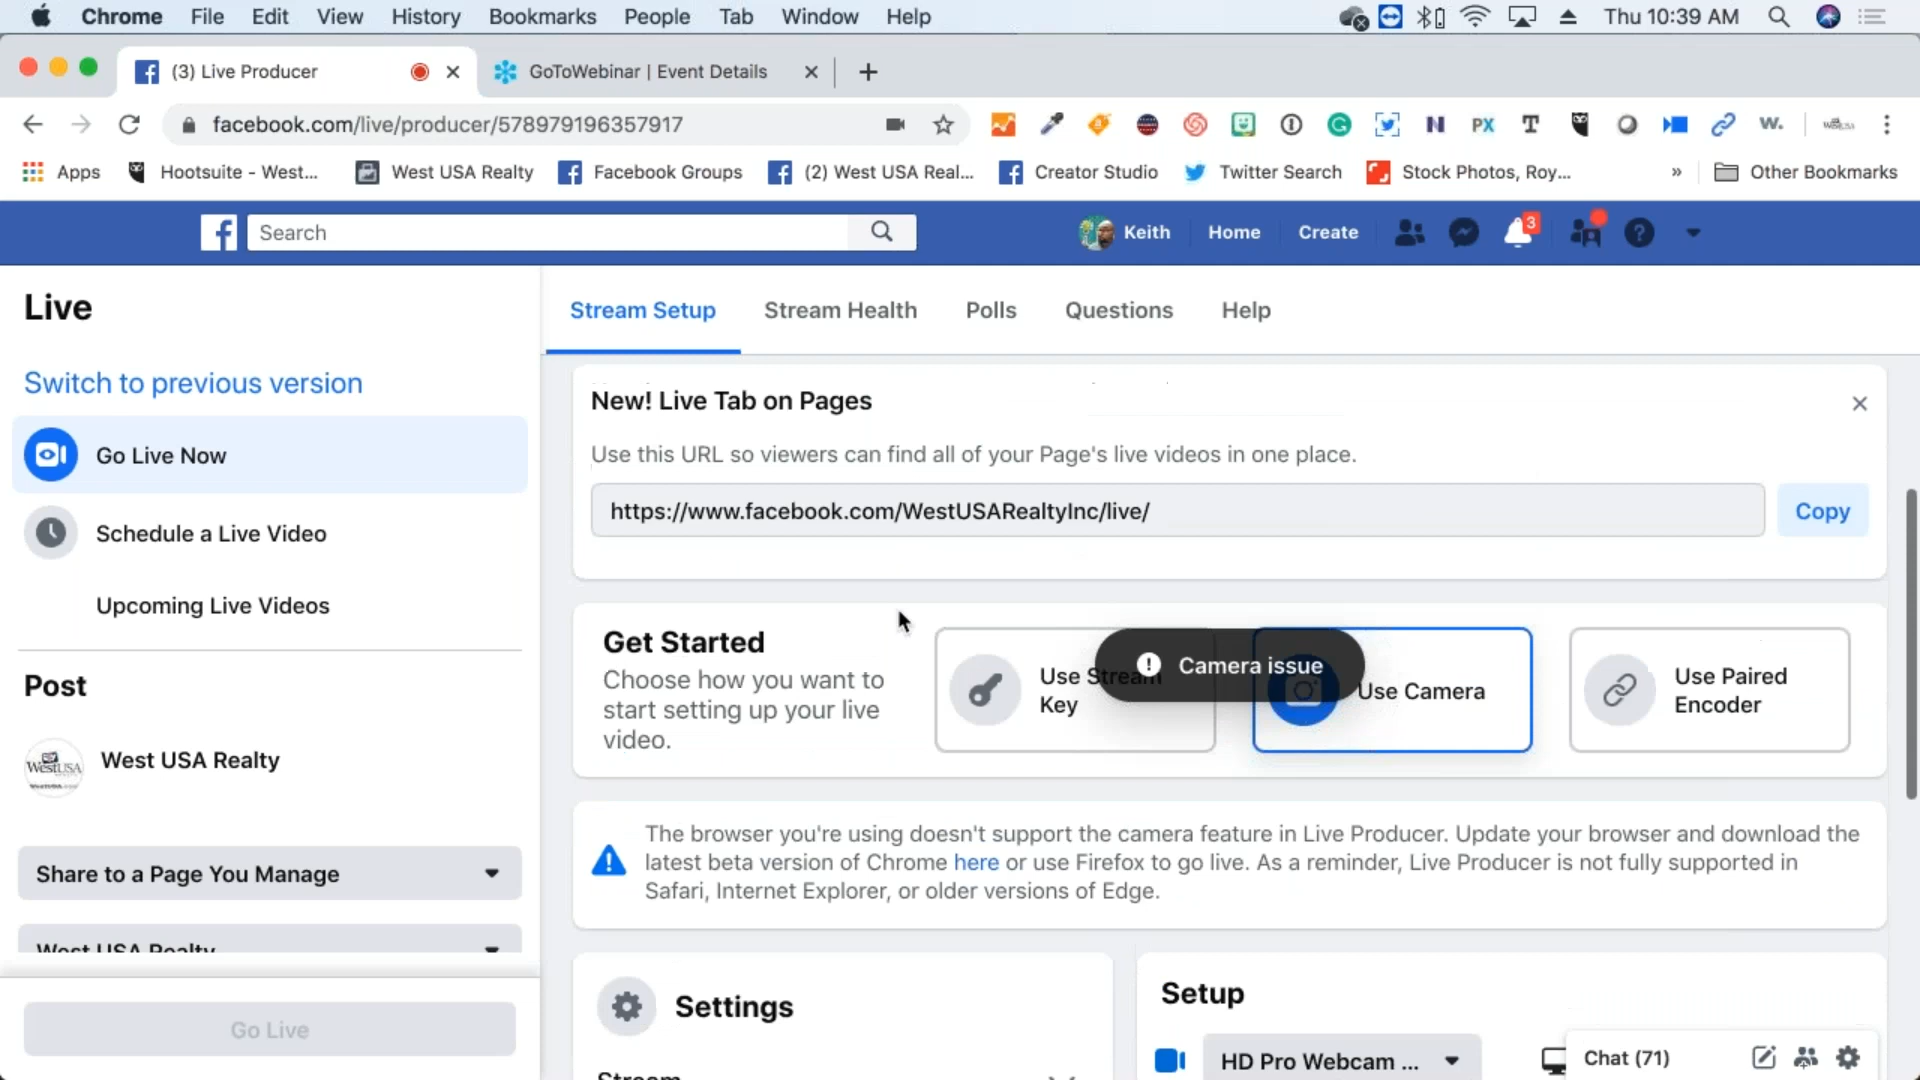 Chrome File Edit View History Bookmarks People Tab Window Help Thu 10:39 AM
(3) Live Producer GoToWebinar | Event Details
facebook.com/live/producer/578979196357917
Apps Hootsuite - West... West USA Realty Facebook Groups (2) West USA Real... Creator Studio Twitter Search Stock Photos, Roy... » Other Bookmarks
Search Keith Home Create 3
Live
Switch to previous version
Go Live Now
Schedule a Live Video
Upcoming Live Videos
Post
West USA Realty
Share to a Page You Manage
West USA Realty
Go Live
Stream Setup Stream Health Polls Questions Help
New! Live Tab on Pages
Use this URL so viewers can find all of your Page's live videos in one place.
https://www.facebook.com/WestUSARealtyInc/live/ Copy
Get Started
Choose how you want to
start setting up your live
video.
Use Stream
Key
Camera issue
Use Camera
Use Paired
Encoder
The browser you're using doesn't support the camera feature in Live Producer. Update your browser and download the
latest beta version of Chrome here or use Firefox to go live. As a reminder, Live Producer is not fully supported in
Safari, Internet Explorer, or older versions of Edge.
Settings
Stream
Setup
HD Pro Webcam ...
Chat (71)